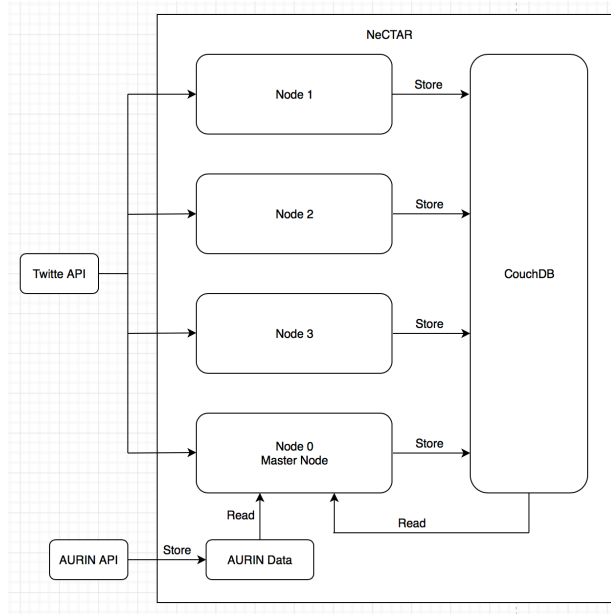 NeCTAR
Node 1
Store
Node 2
Store
CouchDB
Twitte API
Node 3
Store
Node 0
Master Node
Store
Read
Read
AURIN API
Store
AURIN Data